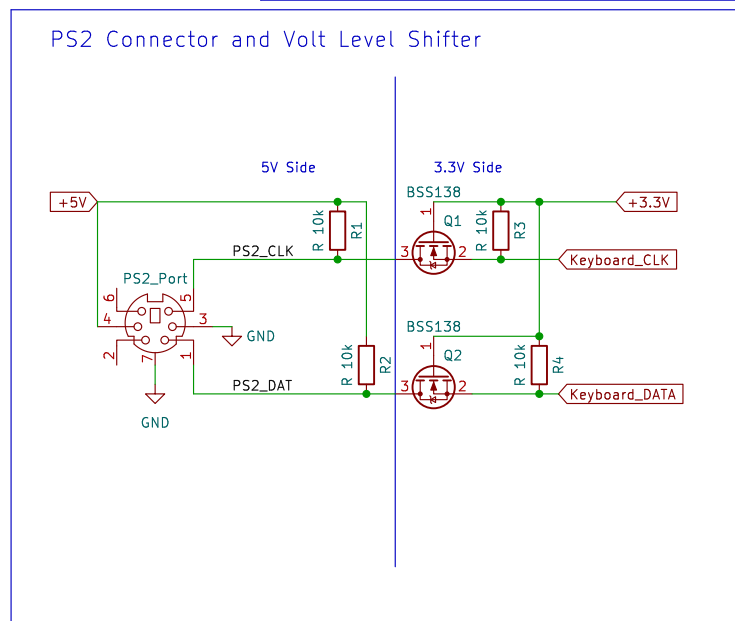 PS2 Connector and Volt Level Shifter
5V Side
3.3V Side
BSS138
+5V
+3.3V
1
Q1
R 10k
R1
R 10k
R3
PS2_CLK
3
2
Keyboard_CLK
PS2_Port
6
5
4
3
GND
2
7
1
BSS138
1
Q2
R 10k
R2
R 10k
R4
PS2_DAT
3
2
Keyboard_DATA
GND